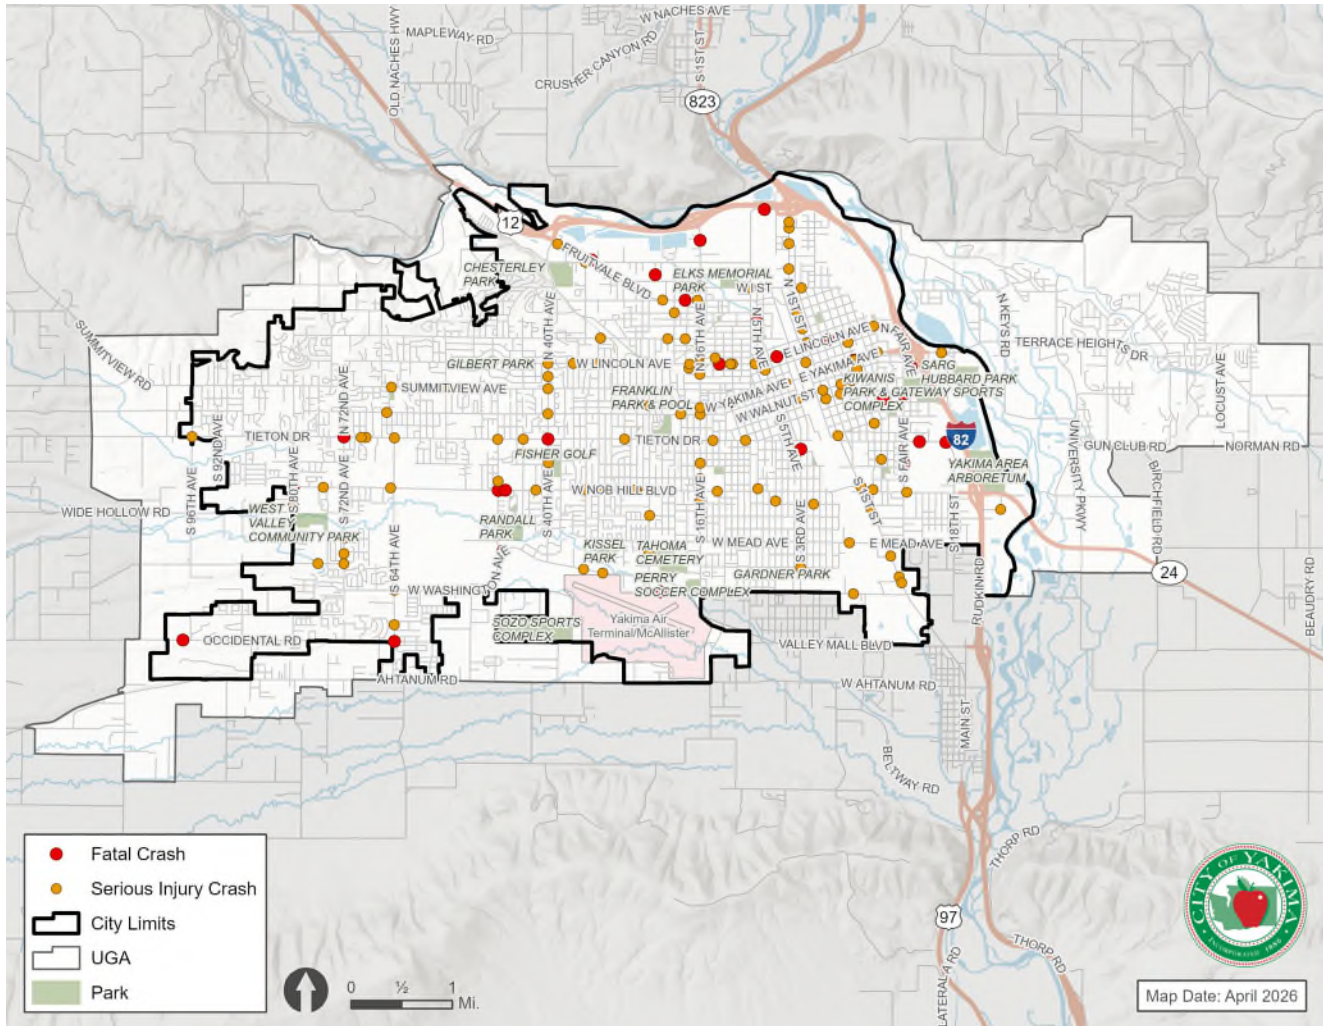 W NACHES AVE
MAPLEWAY RD
OLD NACHES HWY
CRUSHER CANYON RD
S 1ST ST
823
12
FRUITVALE BLVD
CHESTERLEY
PARK
ELKS MEMORIAL
PARK
W I ST
N 1ST ST
N 5TH AVE
N 16TH AVE
N 40TH AVE
E LINCOLN AVE
N FAIR AVE
N KEYS RD
TERRACE HEIGHTS DR
SUMMITVIEW RD
GILBERT PARK
W LINCOLN AVE
E YAKIMA AVE
SARG
HUBBARD PARK
LOCUST AVE
SUMMITVIEW AVE
FRANKLIN
PARK & POOL
W YAKIMA AVE
W WALNUT ST
KIWANIS
PARK & GATEWAY SPORTS
COMPLEX
N 72ND AVE
TIETON DR
TIETON DR
S 92ND AVE
S 5TH AVE
S FAIR AVE
82
UNIVERSITY PKWY
GUN CLUB RD
NORMAN RD
FISHER GOLF
YAKIMA AREA
ARBORETUM
BIRCHFIELD RD
S 96TH AVE
S 80TH AVE
S 72ND AVE
S 40TH AVE
S 16TH AVE
W NOB HILL BLVD
S 1ST ST
S 18TH ST
WIDE HOLLOW RD
WEST
VALLEY
COMMUNITY PARK
RANDALL
PARK
KISSEL
PARK
TAHOMA
CEMETERY
W MEAD AVE
S 3RD AVE
E MEAD AVE
S 64TH AVE
W WASHINGTON AVE
PERRY
SOCCER COMPLEX
GARDNER PARK
RUDKIN RD
24
BEAUDRY RD
OCCIDENTAL RD
SOZO SPORTS
COMPLEX
Yakima Air
Terminal/McAllister
VALLEY MALL BLVD
AHTANUM RD
W AHTANUM RD
MAIN ST
BELTWAY RD
THORP RD
97
THORP RD
LATERAL A RD
Fatal Crash
Serious Injury Crash
City Limits
UGA
Park
0 ½ 1
Mi.
CITY OF YAKIMA
INCORPORATED 1886
Map Date: April 2026